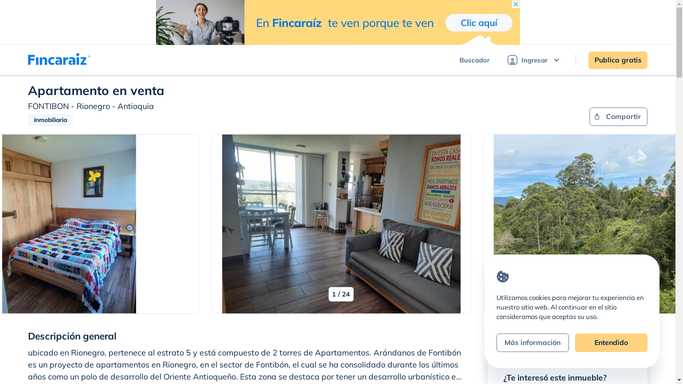 En Fincaraíz te ven porque te ven
Clic aquí
Fincaraiz
Buscador
Ingresar
Publica gratis
Apartamento en venta
FONTIBON - Rionegro - Antioquia
Inmobiliaria
Compartir
EN ESTA CASA
SOMOS REALES
1 / 24
Utilizamos cookies para mejorar tu experiencia en
nuestro sitio web. Al continuar en el sitio
consideramos que aceptas su uso.
Más información
Entendido
Descripción general
ubicado en Rionegro, pertenece al estrato 5 y está compuesto de 2 torres de Apartamentos. Arándanos de Fontibón
es un proyecto de apartamentos en Rionegro, en el sector de Fontibón, el cual se ha consolidado durante los últimos
años como un polo de desarrollo del Oriente Antioqueño. Esta zona se destaca por tener un desarrollo urbanístico e...
¿Te interesó este inmueble?